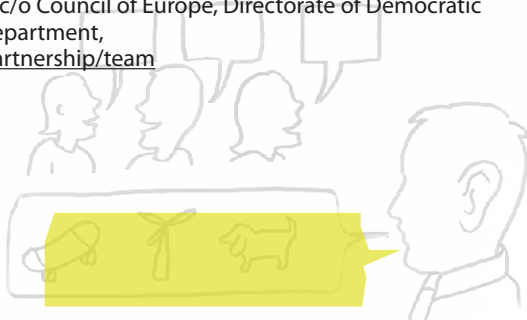 c/o Council of Europe, Directorate of Democratic
epartment,
artnership/team